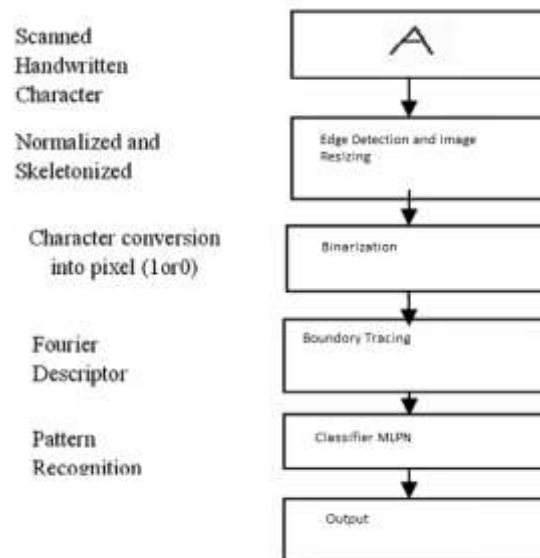 Scanned
Handwritten
Character
A
Normalized and
Skeletonized
Edge Detection and Image
Resizing
Character conversion
into pixel (1or0)
Binarization
Fourier
Descriptor
Boundory Tracing
Pattern
Recognition
Classifier MLPN
Output